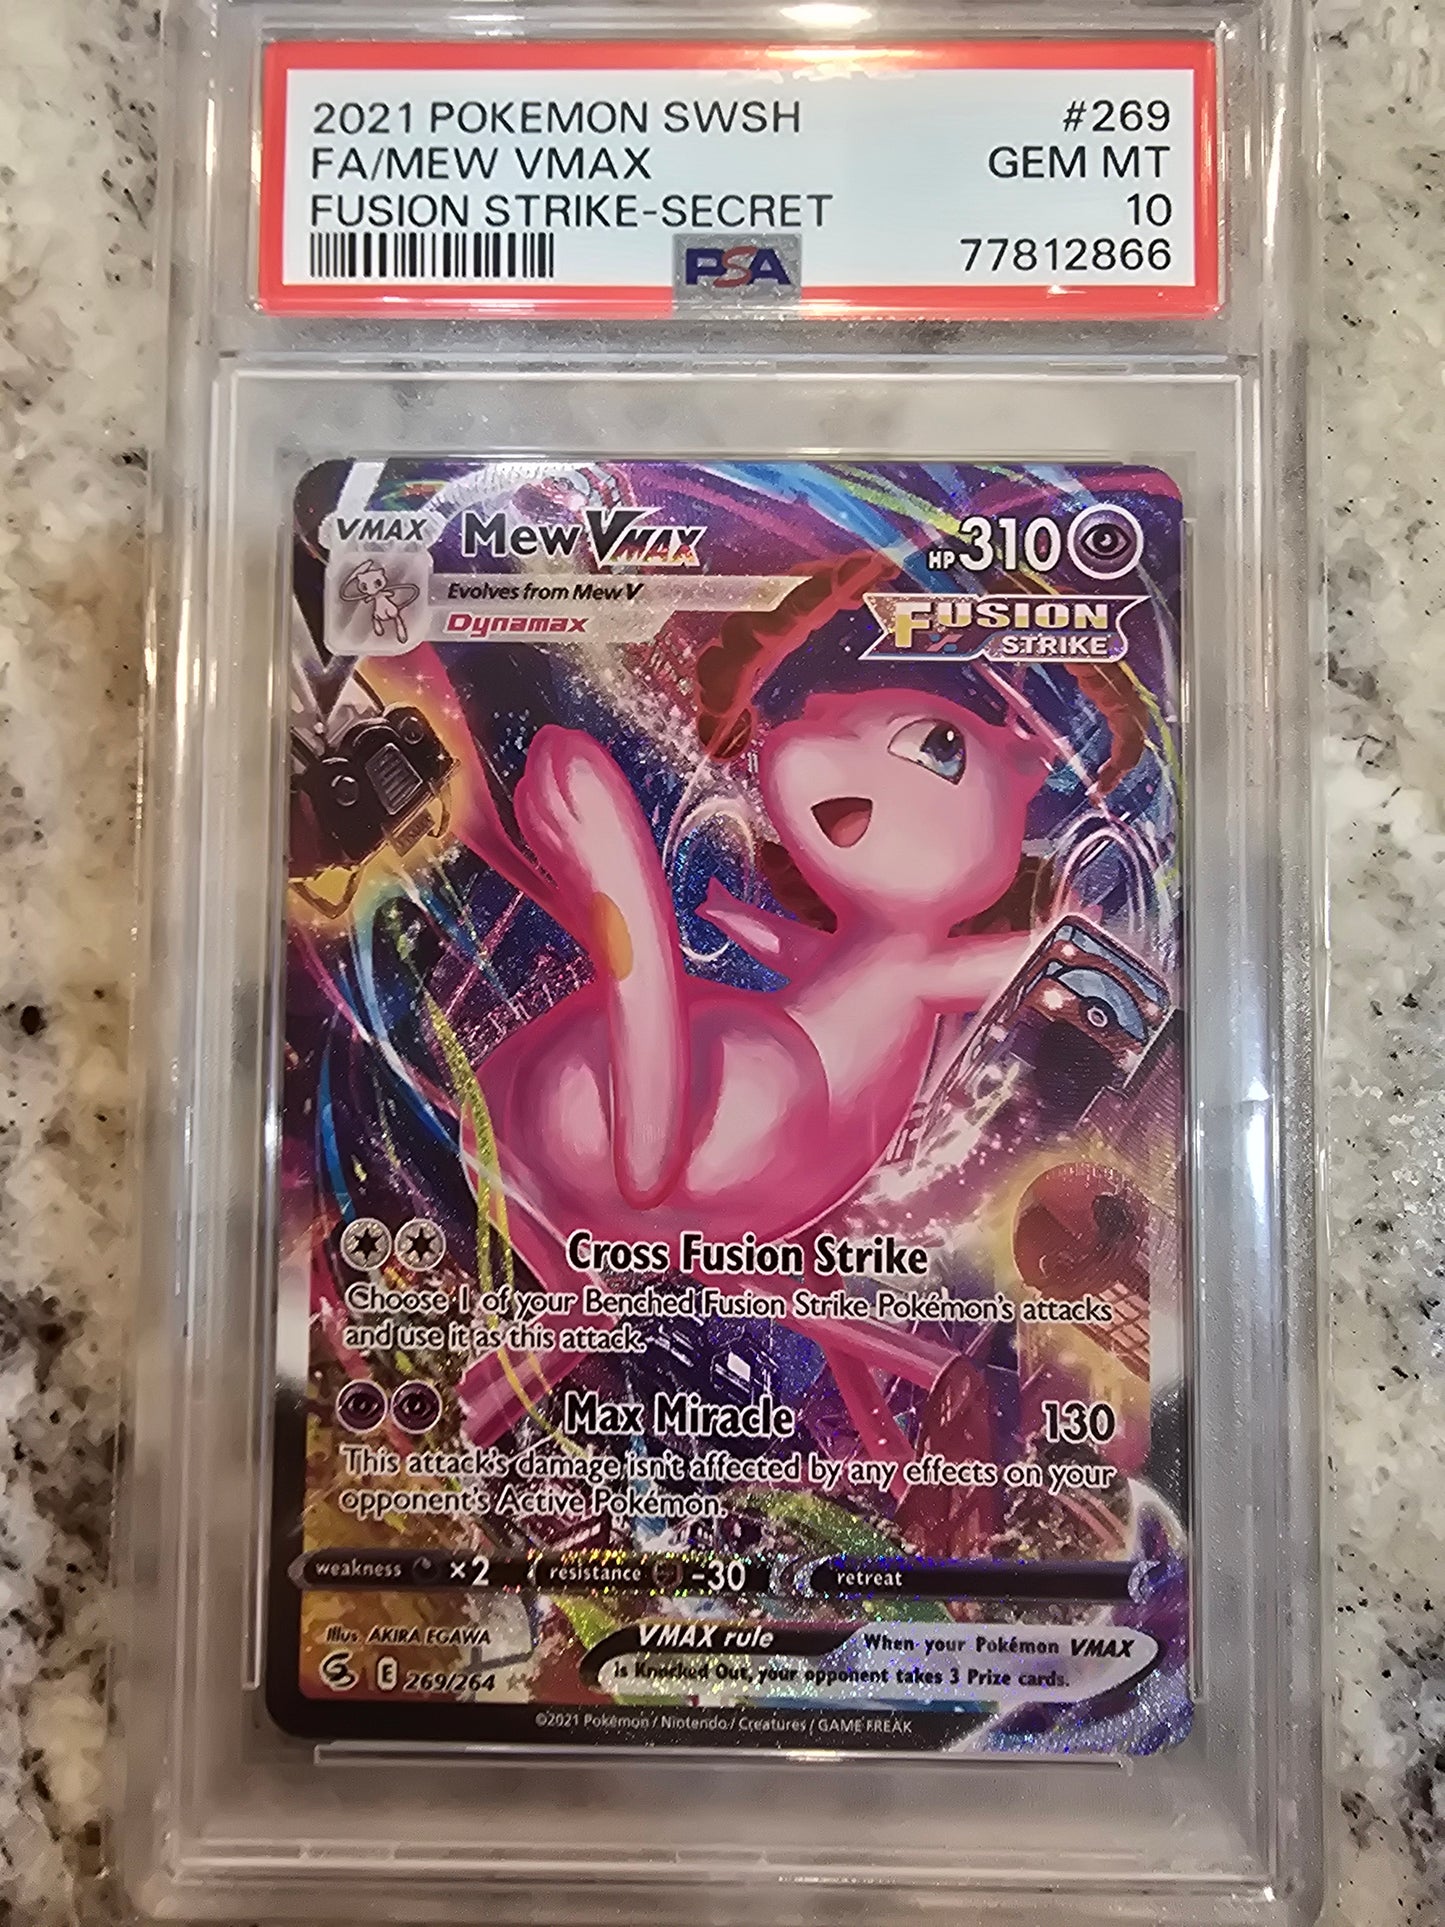 2021 POKEMON SWSH #269
FA/MEW VMAX GEM MT
FUSION STRIKE-SECRET 10
PSA 77812866
VMAX Mew VMAX HP 310
Evolves from Mew V
Dynamax
FUSION
STRIKE
Cross Fusion Strike
Choose 1 of your Benched Fusion Strike Pokémon's attacks
and use it as this attack.
Max Miracle 130
This attack's damage isn't affected by any effects on your
opponent's Active Pokémon.
weakness ×2 resistance -30 retreat
Illus. AKIRA EGAWA
VMAX rule When your Pokémon VMAX
is Knocked Out, your opponent takes 3 Prize cards.
E 269/264
©2021 Pokémon / Nintendo / Creatures / GAME FREAK